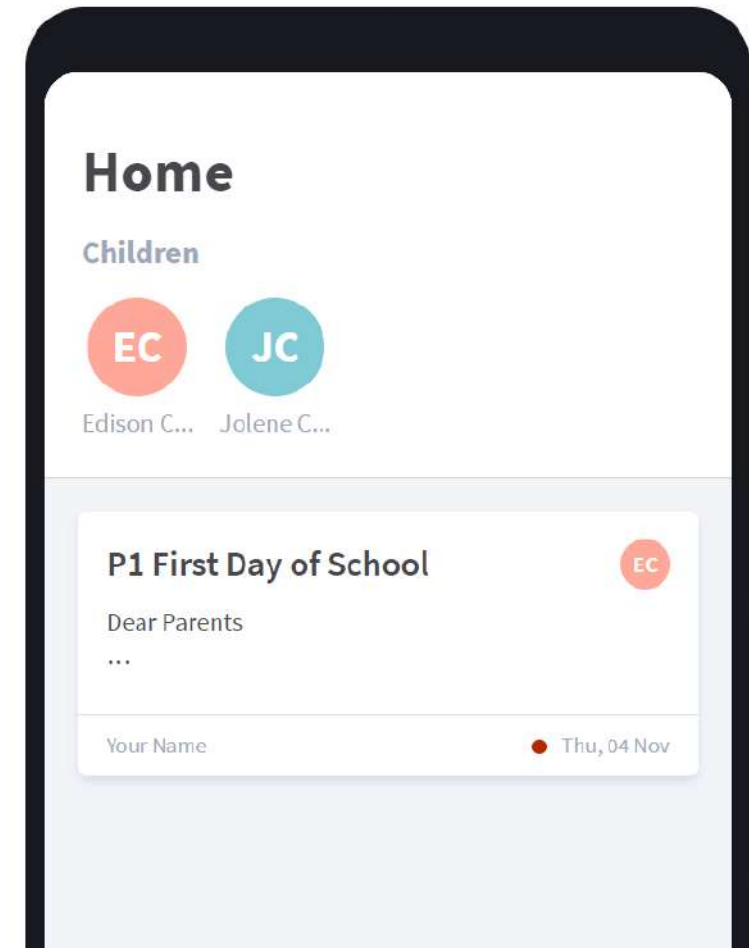 Home
Children
EC JC
Edison C... Jolene C...
P1 First Day of School EC
Dear Parents
...
Your Name Thu, 04 Nov